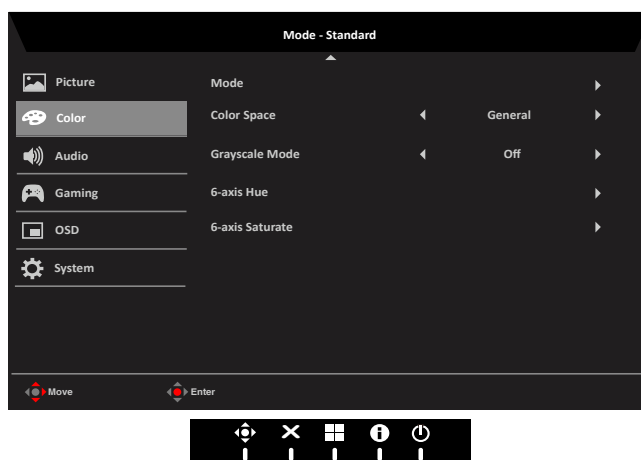 Mode - Standard
Picture
Mode
Color
Color Space General
Audio
Grayscale Mode Off
Gaming
6-axis Hue
OSD
6-axis Saturate
System
Move Enter